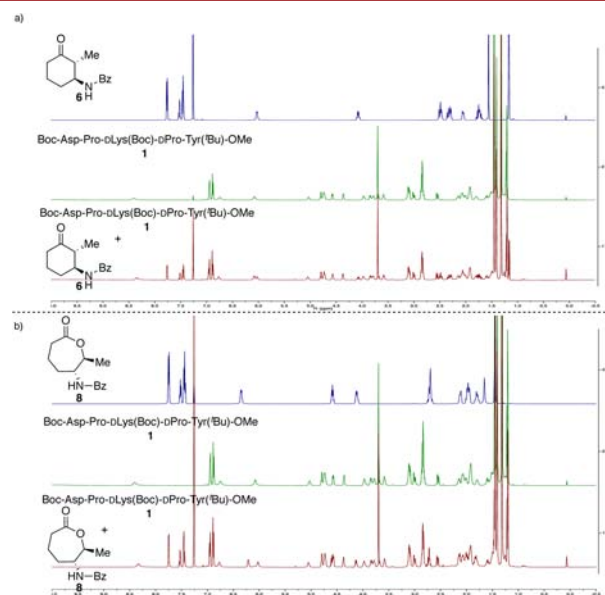 a)
O
Me
N
H
Bz
6
Boc-Asp-Pro-DLys(Boc)-DPro-Tyr(ᵗBu)-OMe
1
Boc-Asp-Pro-DLys(Boc)-DPro-Tyr(ᵗBu)-OMe
1
+
O
Me
N
H
Bz
6
b)
O
O
Me
HN
Bz
8
Boc-Asp-Pro-DLys(Boc)-DPro-Tyr(ᵗBu)-OMe
1
Boc-Asp-Pro-DLys(Boc)-DPro-Tyr(ᵗBu)-OMe
1
+
O
O
Me
HN
Bz
8